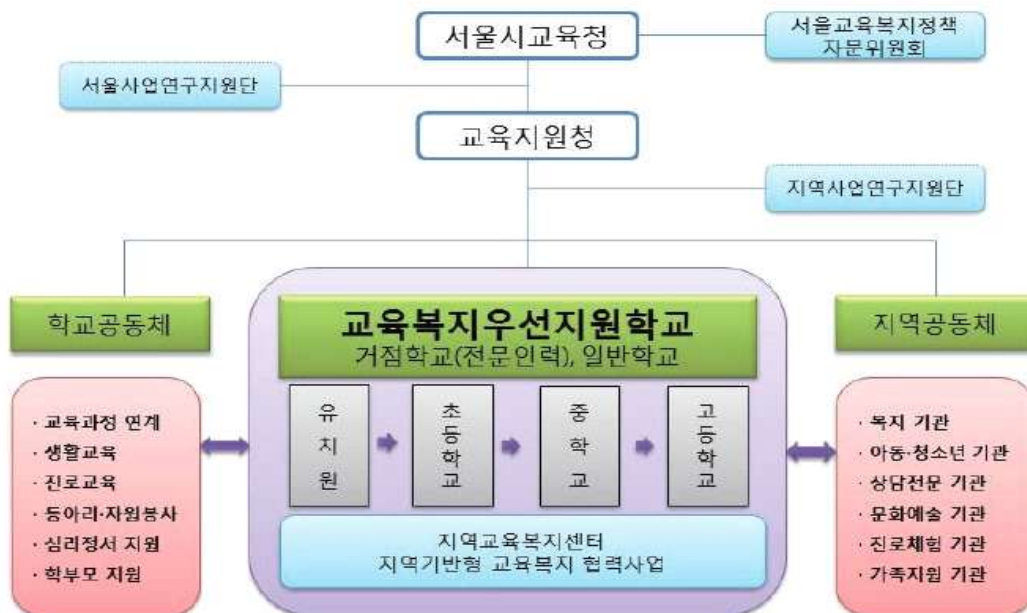 서울시교육청
서울교육복지정책
자문위원회
서울사업연구지원단
교육지원청
지역사업연구지원단
학교공동체
교육복지우선지원학교
거점학교(전문인력), 일반학교
지역공동체
유치원
초등학교
중학교
고등학교
· 교육과정 연계
· 생활교육
· 진로교육
· 동아리·자원봉사
· 심리정서 지원
· 학부모 지원
지역교육복지센터
지역기반형 교육복지 협력사업
· 복지 기관
· 아동·청소년 기관
· 상담전문 기관
· 문화예술 기관
· 진로체험 기관
· 가족지원 기관